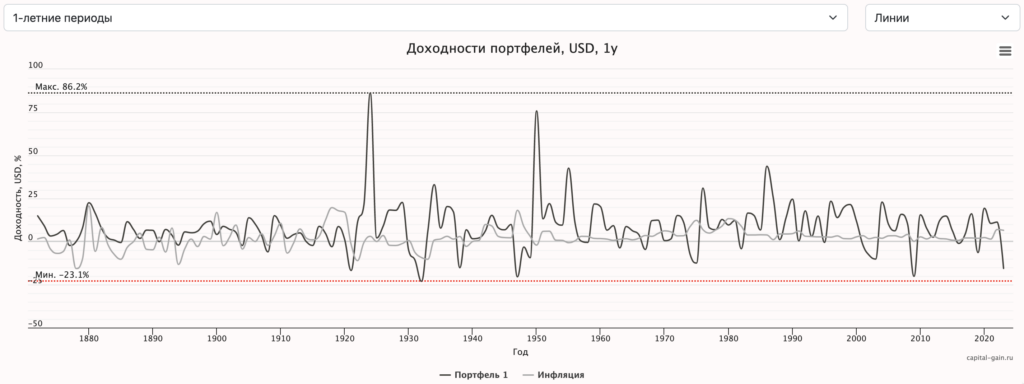 1-летние периоды
Линии
Доходности портфелей, USD, 1y
100
Макс. 86.2%
75
50
25
0
Мин. −23.1%
−25
−50
Доходность, USD, %
1880 1890 1900 1910 1920 1930 1940 1950 1960 1970 1980 1990 2000 2010 2020
Год
capital-gain.ru
Портфель 1 Инфляция